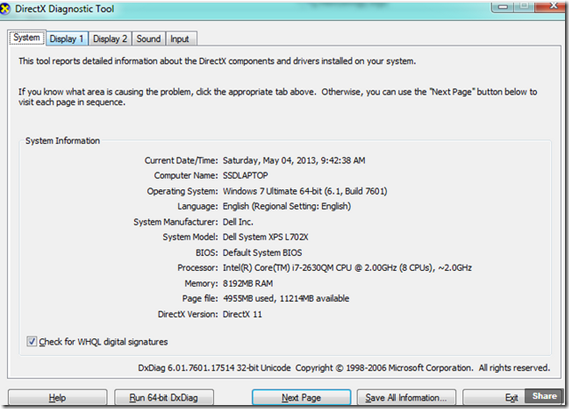 DirectX Diagnostic Tool
System Display 1 Display 2 Sound Input
This tool reports detailed information about the DirectX components and drivers installed on your system.
If you know what area is causing the problem, click the appropriate tab above. Otherwise, you can use the "Next Page" button below to
visit each page in sequence.
System Information
Current Date/Time: Saturday, May 04, 2013, 9:42:38 AM
Computer Name: SSDLAPTOP
Operating System: Windows 7 Ultimate 64-bit (6.1, Build 7601)
Language: English (Regional Setting: English)
System Manufacturer: Dell Inc.
System Model: Dell System XPS L702X
BIOS: Default System BIOS
Processor: Intel(R) Core(TM) i7-2630QM CPU @ 2.00GHz (8 CPUs), ~2.0GHz
Memory: 8192MB RAM
Page file: 4955MB used, 11214MB available
DirectX Version: DirectX 11
Check for WHQL digital signatures
DxDiag 6.01.7601.17514 32-bit Unicode Copyright © 1998-2006 Microsoft Corporation. All rights reserved.
Help Run 64-bit DxDiag Next Page Save All Information... Exit Share